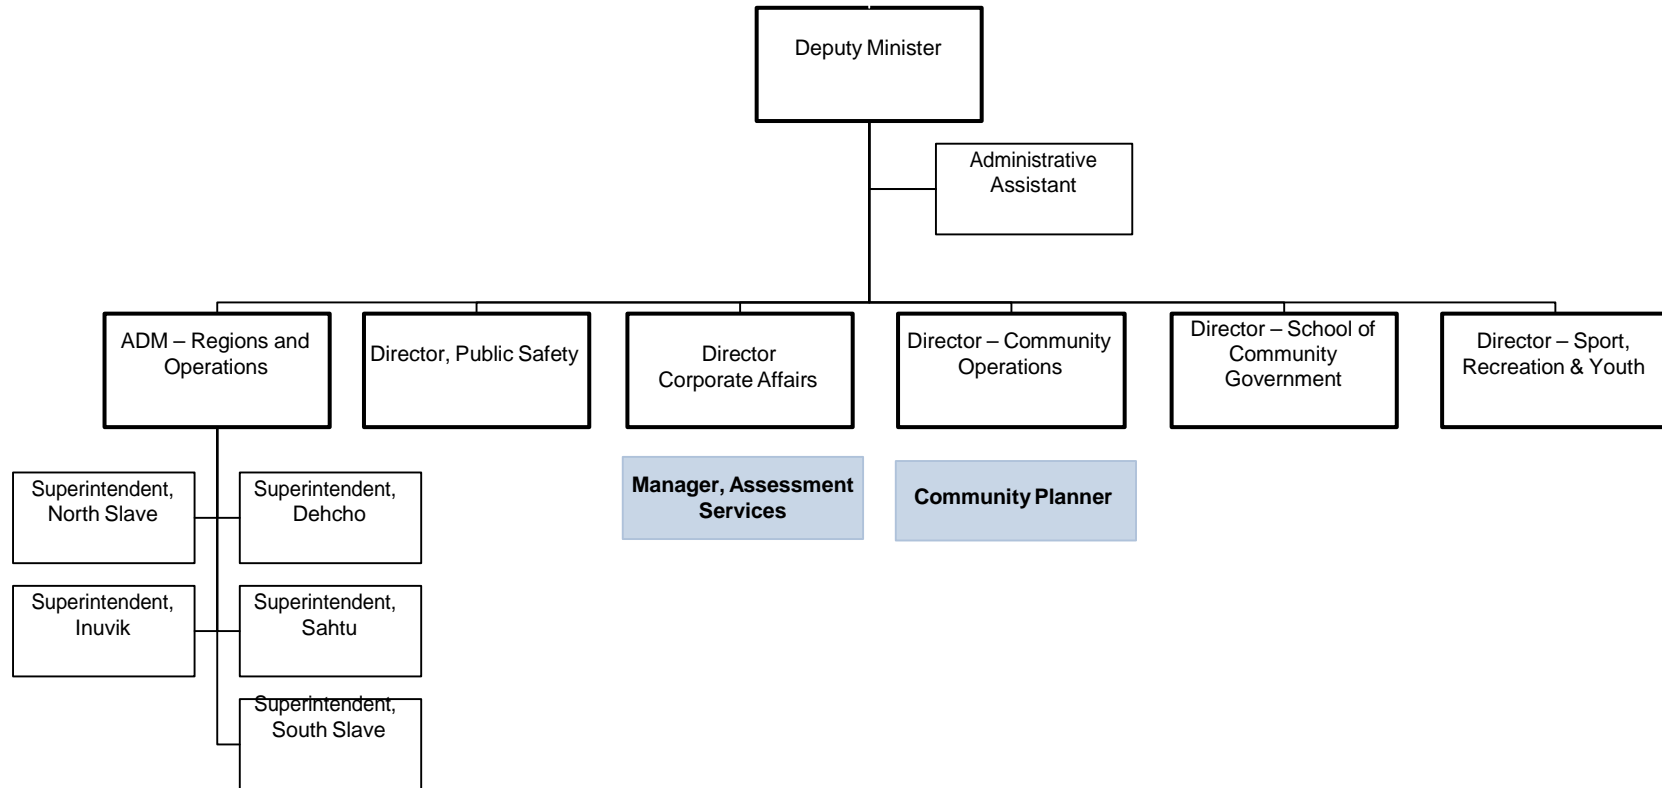 Deputy Minister
Administrative
Assistant
ADM – Regions and
Operations
Director, Public Safety
Director
Corporate Affairs
Director – Community
Operations
Director – School of
Community
Government
Director – Sport,
Recreation & Youth
Manager, Assessment
Services
Community Planner
Superintendent,
North Slave
Superintendent,
Dehcho
Superintendent,
Inuvik
Superintendent,
Sahtu
Superintendent,
South Slave